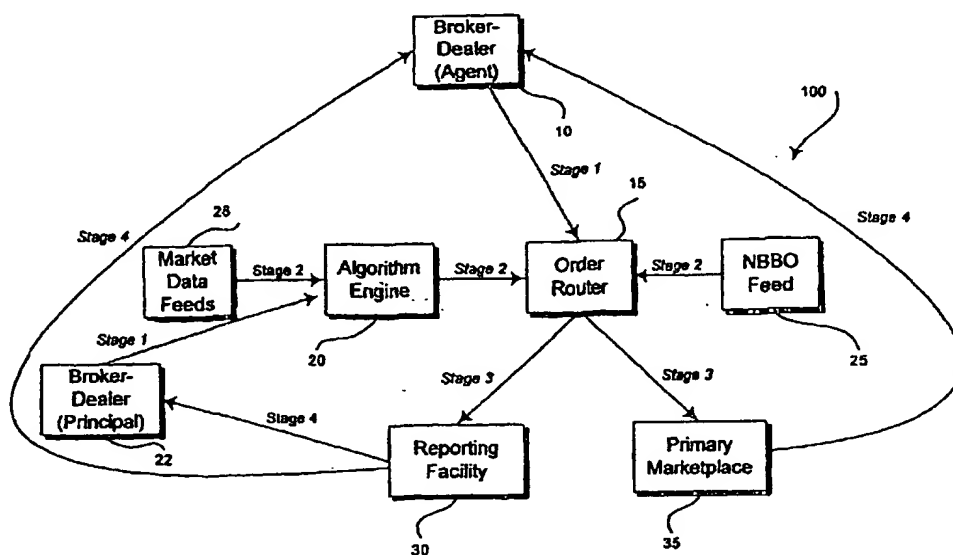 Broker-
Dealer
(Agent)
10
100
Stage 1
15
Stage 4
Stage 4
28
Market
Data
Feeds
Stage 2
Algorithm
Engine
Stage 2
Order
Router
Stage 2
NBBO
Feed
Stage 1
20
25
Broker-
Dealer
(Principal)
22
Stage 4
Stage 3
Stage 3
Reporting
Facility
30
Primary
Marketplace
35